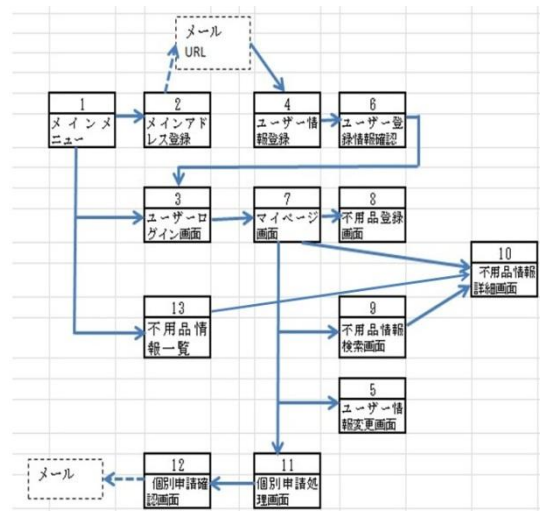 メール
URL
1
メインメ
ニュー
2
メインアド
レス登録
4
ユーザー情
報登録
6
ユーザー登
録情報確認
3
ユーザーロ
グイン画面
7
マイページ
画面
8
不用品登録
画面
10
不用品情報
詳細画面
13
不用品情
報一覧
9
不用品情報
検索画面
5
ユーザー情
報変更画面
メール
12
個別申請確
認画面
11
個別申請処
理画面